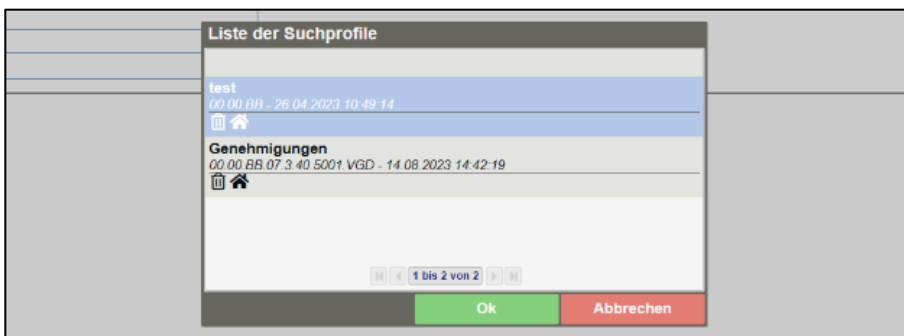 Liste der Suchprofile
test
00.00.BB - 26.04.2023 10:49:14
Genehmigungen
00.00.BB.07.3.40.5001.VGD - 14.08.2023 14:42:19
1 bis 2 von 2
Ok
Abbrechen